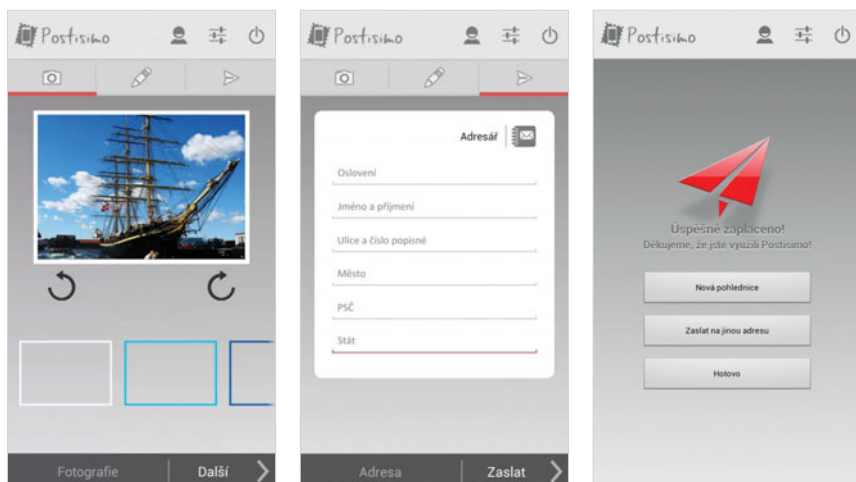 Postisimo
Fotografie
Další
Postisimo
Adresář
Oslovení
Jméno a příjmení
Ulice a číslo popisné
Město
PSČ
Stát
Adresa
Zaslat
Postisimo
Úspěšně zaplaceno!
Děkujeme, že jste využili Postisimo!
Nová pohlednice
Zaslat na jinou adresu
Hotovo